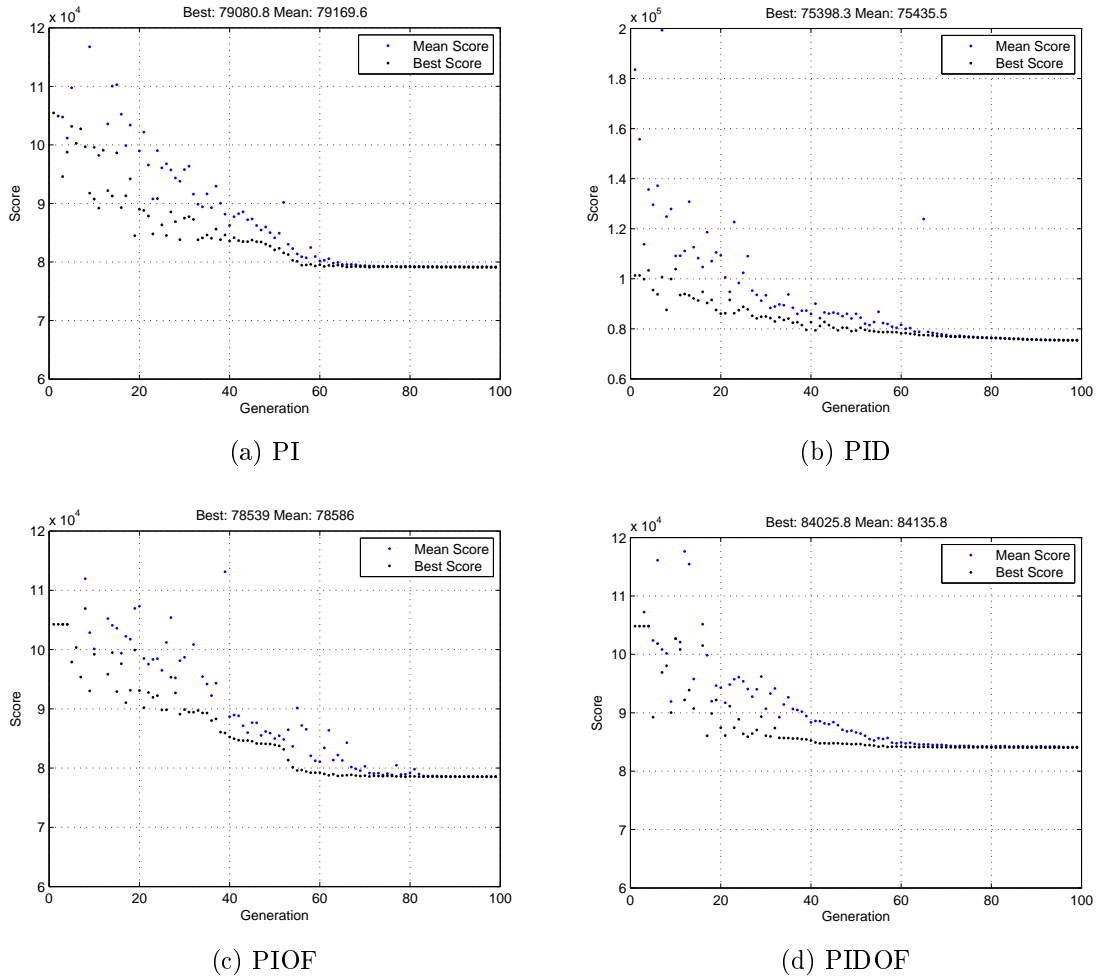 Best: 79080.8 Mean: 79169.6
x 10^4
12
11
10
9
8
7
6
Score
0 20 40 60 80 100
Generation
Mean Score
Best Score
(a) PI
Best: 75398.3 Mean: 75435.5
x 10^5
2
1.8
1.6
1.4
1.2
1
0.8
0.6
Score
0 20 40 60 80 100
Generation
Mean Score
Best Score
(b) PID
Best: 78539 Mean: 78586
x 10^4
12
11
10
9
8
7
6
Score
0 20 40 60 80 100
Generation
Mean Score
Best Score
(c) PIOF
Best: 84025.8 Mean: 84135.8
x 10^4
12
11
10
9
8
7
6
Score
0 20 40 60 80 100
Generation
Mean Score
Best Score
(d) PIDOF